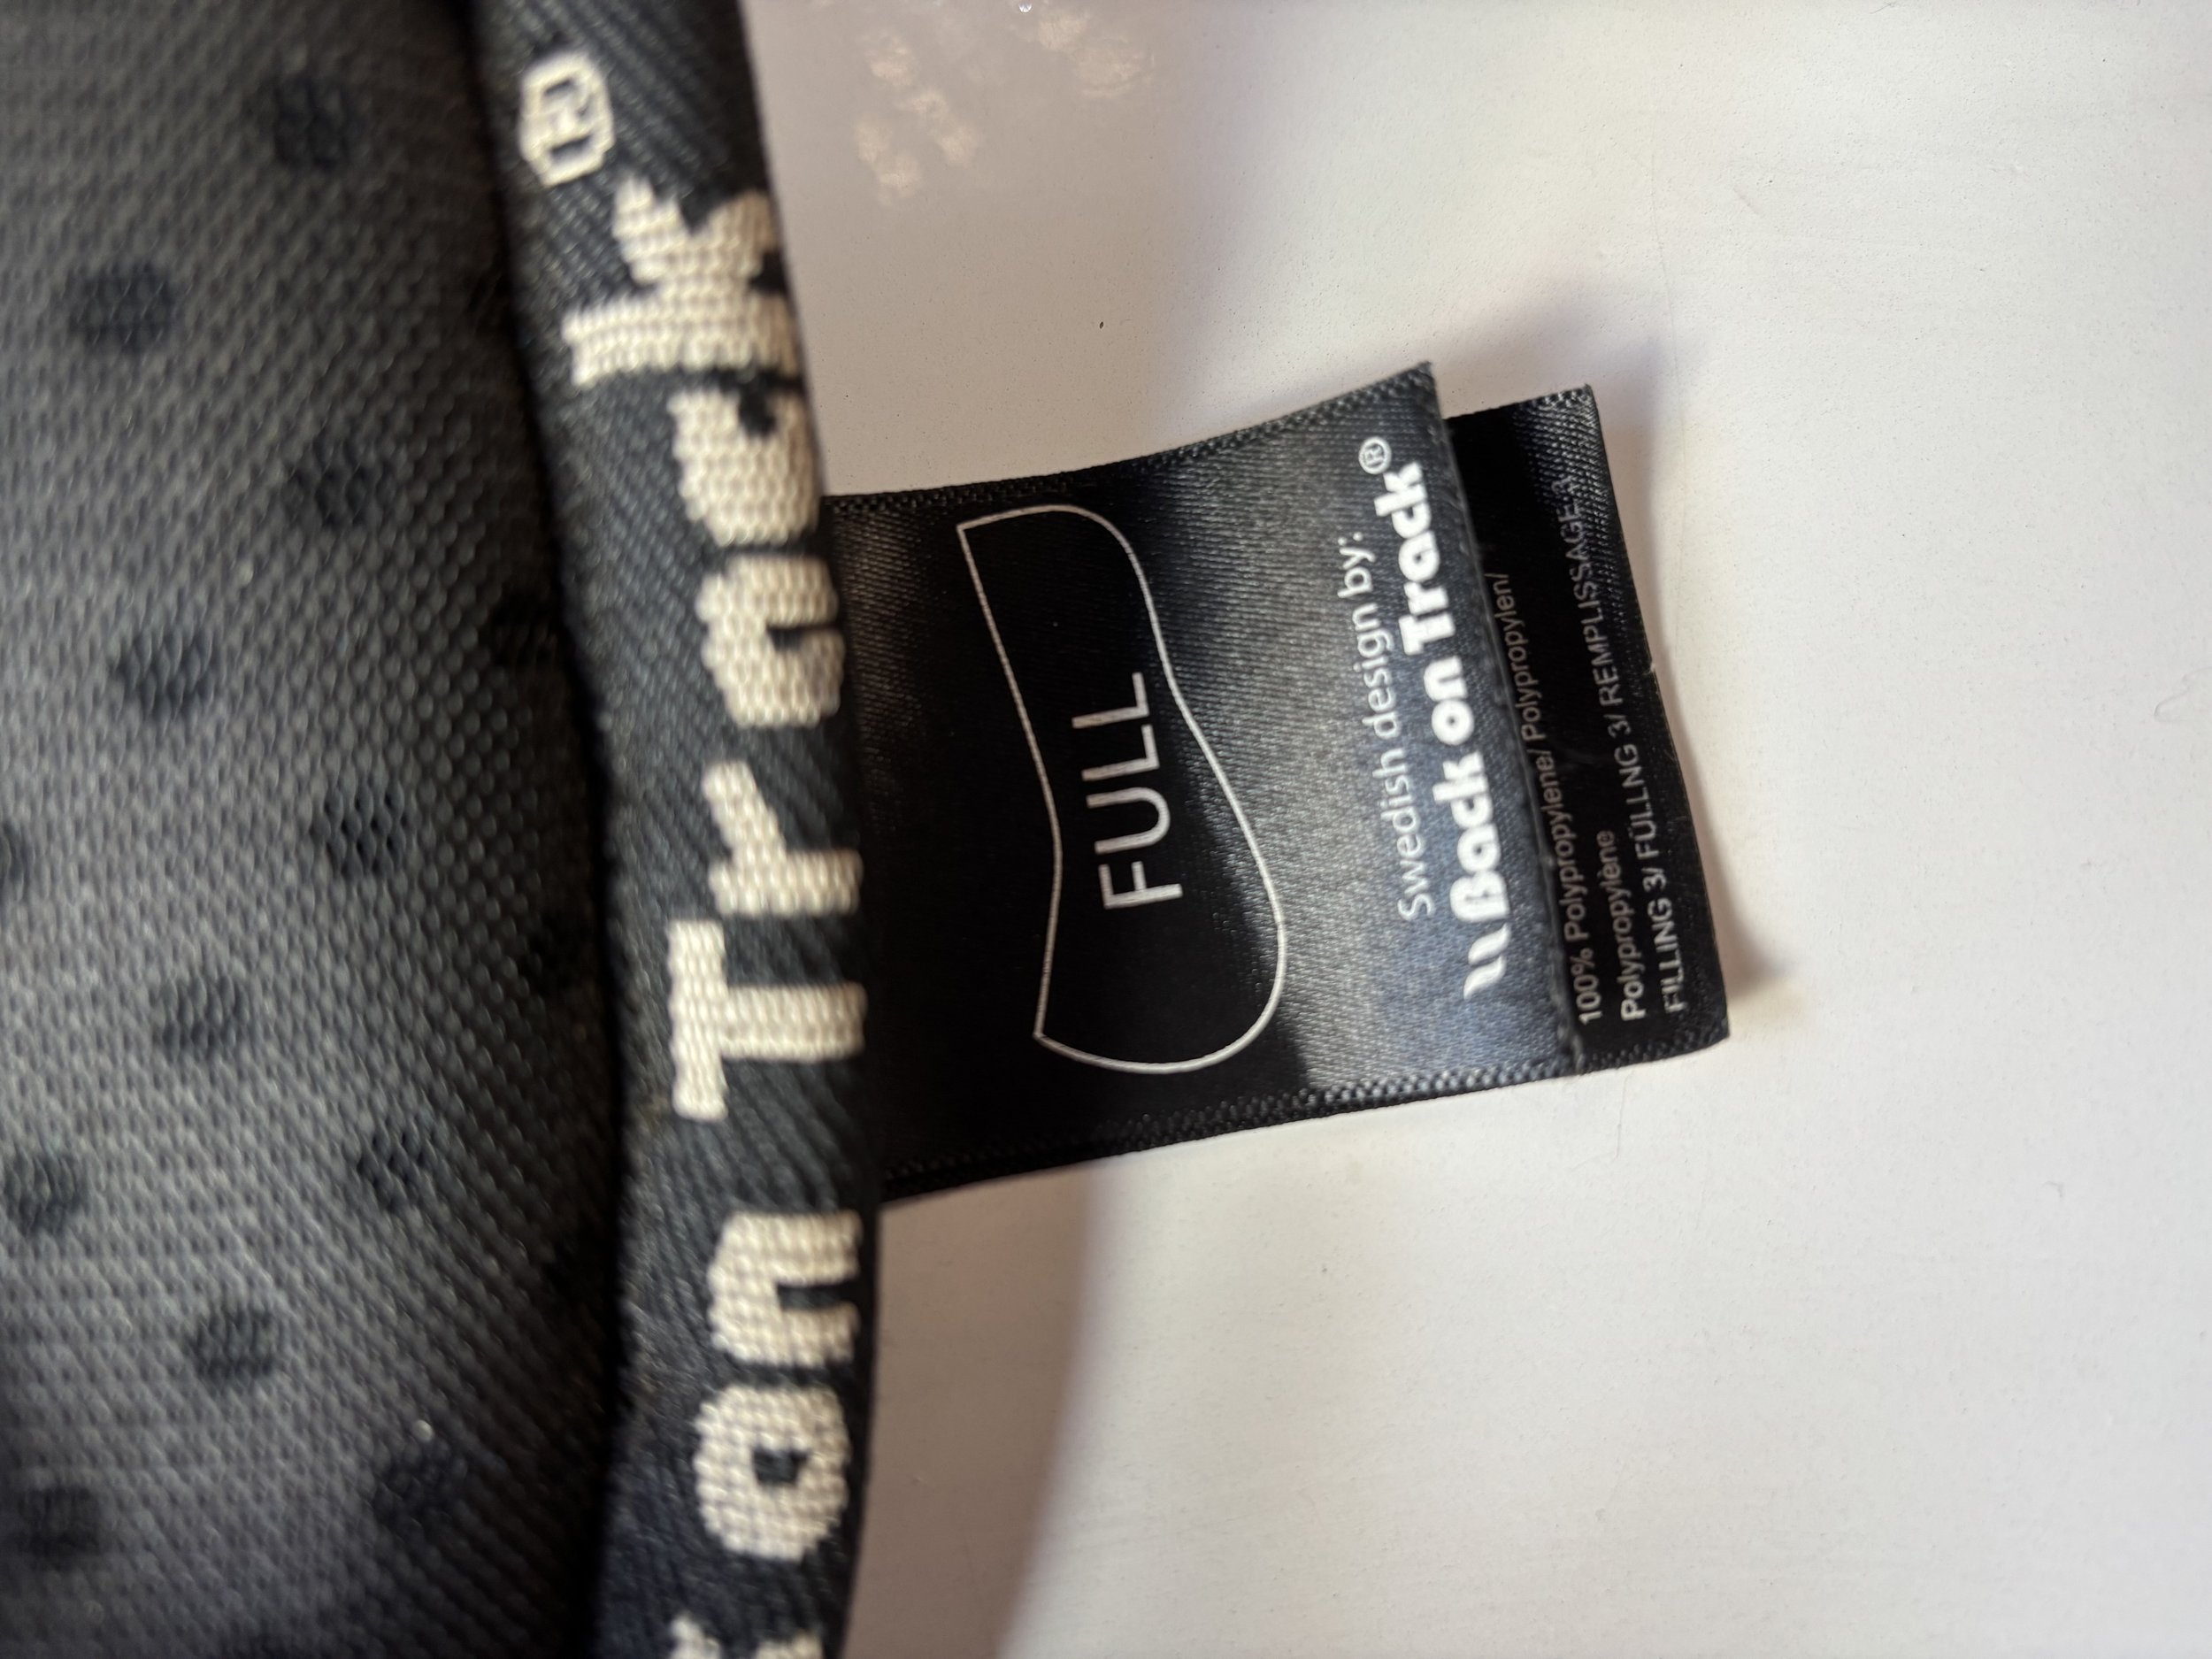 on Track®
FULL
Swedish design by:
Back on Track®
100% Polypropylene/ Polypropylen/
Polypropylène
FILLING 3/ FÜLLNG 3/ REMPLISSAGE 3